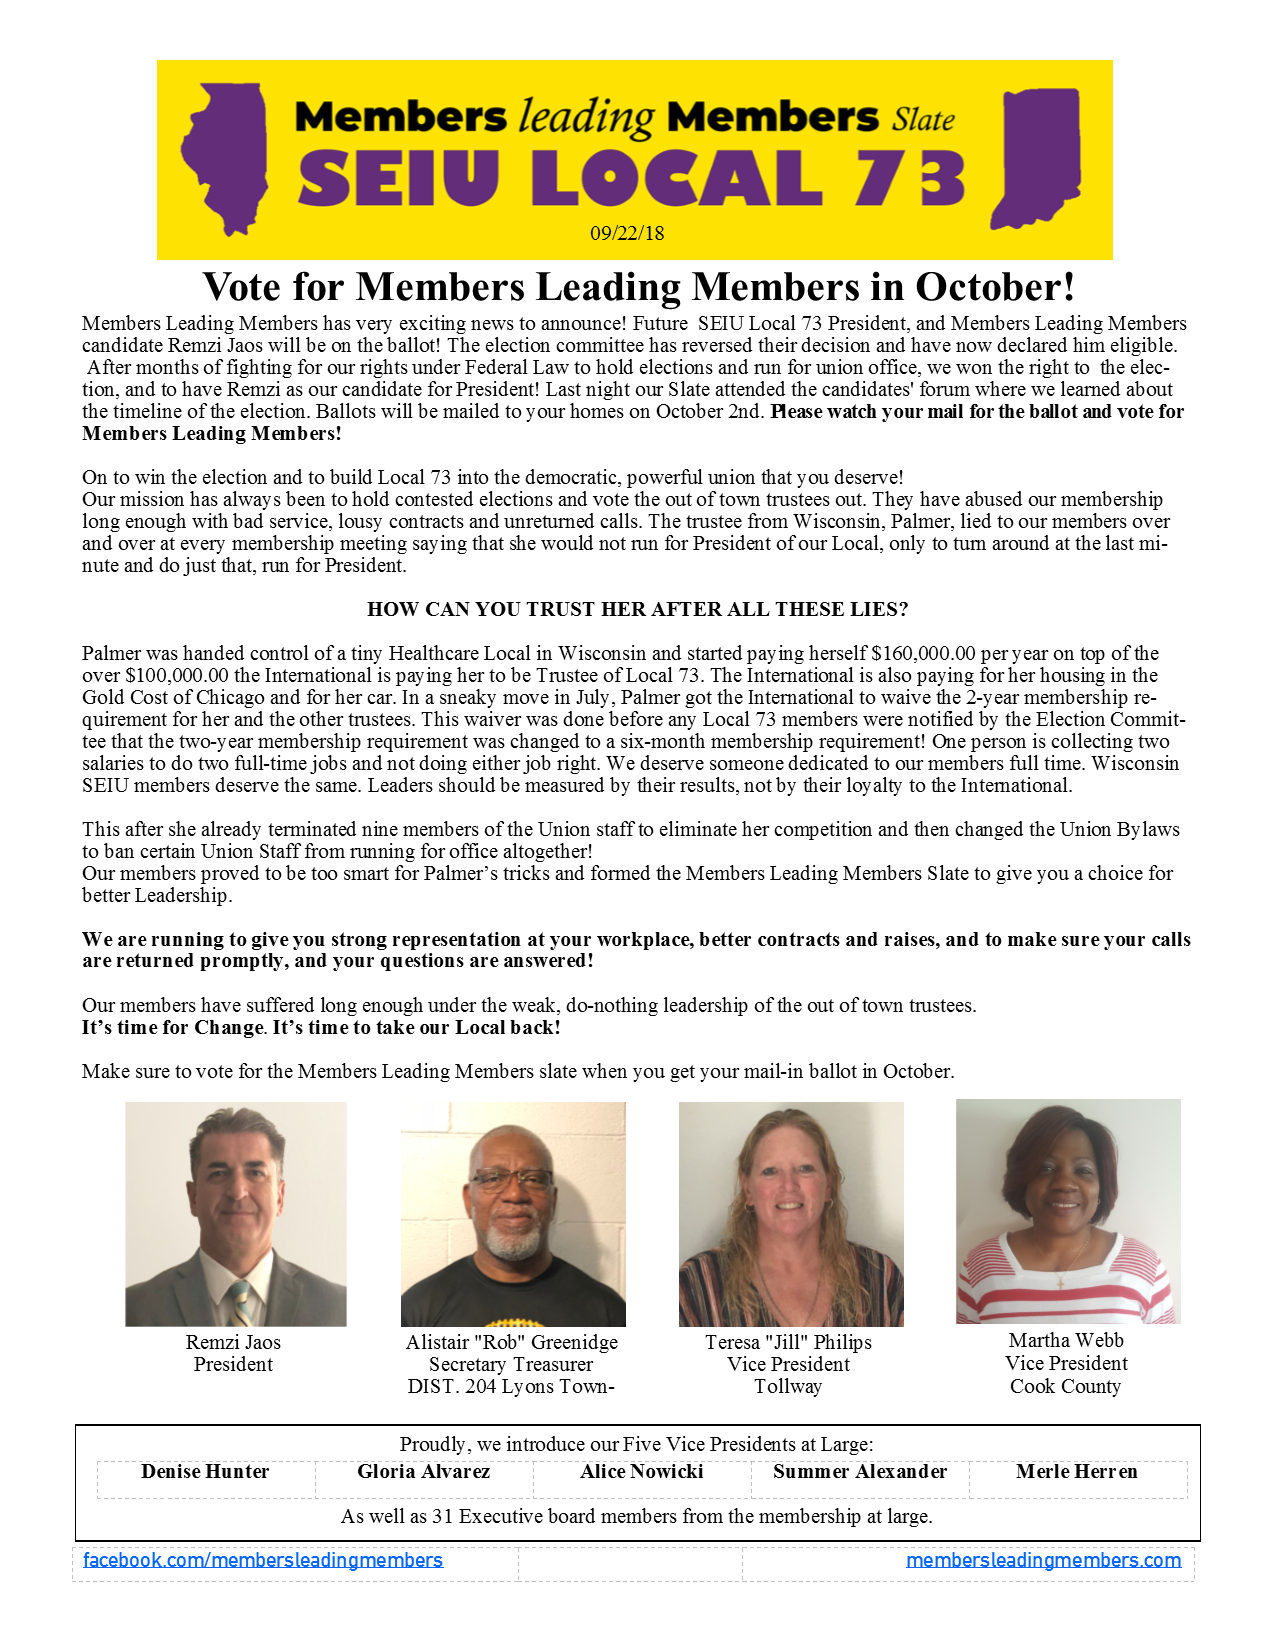 Members leading Members Slate
SEIU LOCAL 73
09/22/18
Vote for Members Leading Members in October!
Members Leading Members has very exciting news to announce! Future  SEIU Local 73 President, and Members Leading Members
candidate Remzi Jaos will be on the ballot! The election committee has reversed their decision and have now declared him eligible.
After months of fighting for our rights under Federal Law to hold elections and run for union office, we won the right to  the elec-
tion, and to have Remzi as our candidate for President! Last night our Slate attended the candidates' forum where we learned about
the timeline of the election. Ballots will be mailed to your homes on October 2nd. Please watch your mail for the ballot and vote for
Members Leading Members!
On to win the election and to build Local 73 into the democratic, powerful union that you deserve!
Our mission has always been to hold contested elections and vote the out of town trustees out. They have abused our membership
long enough with bad service, lousy contracts and unreturned calls. The trustee from Wisconsin, Palmer, lied to our members over
and over at every membership meeting saying that she would not run for President of our Local, only to turn around at the last mi-
nute and do just that, run for President.
HOW CAN YOU TRUST HER AFTER ALL THESE LIES?
Palmer was handed control of a tiny Healthcare Local in Wisconsin and started paying herself $160,000.00 per year on top of the
over $100,000.00 the International is paying her to be Trustee of Local 73. The International is also paying for her housing in the
Gold Cost of Chicago and for her car. In a sneaky move in July, Palmer got the International to waive the 2-year membership re-
quirement for her and the other trustees. This waiver was done before any Local 73 members were notified by the Election Commit-
tee that the two-year membership requirement was changed to a six-month membership requirement! One person is collecting two
salaries to do two full-time jobs and not doing either job right. We deserve someone dedicated to our members full time. Wisconsin
SEIU members deserve the same. Leaders should be measured by their results, not by their loyalty to the International.
This after she already terminated nine members of the Union staff to eliminate her competition and then changed the Union Bylaws
to ban certain Union Staff from running for office altogether!
Our members proved to be too smart for Palmer’s tricks and formed the Members Leading Members Slate to give you a choice for
better Leadership.
We are running to give you strong representation at your workplace, better contracts and raises, and to make sure your calls
are returned promptly, and your questions are answered!
Our members have suffered long enough under the weak, do-nothing leadership of the out of town trustees.
It’s time for Change. It’s time to take our Local back!
Make sure to vote for the Members Leading Members slate when you get your mail-in ballot in October.
Remzi Jaos
President
Alistair "Rob" Greenidge
Secretary Treasurer
DIST. 204 Lyons Town-
Teresa "Jill" Philips
Vice President
Tollway
Martha Webb
Vice President
Cook County
Proudly, we introduce our Five Vice Presidents at Large:
Denise Hunter Gloria Alvarez Alice Nowicki Summer Alexander Merle Herren
As well as 31 Executive board members from the membership at large.
facebook.com/membersleadingmembers membersleadingmembers.com